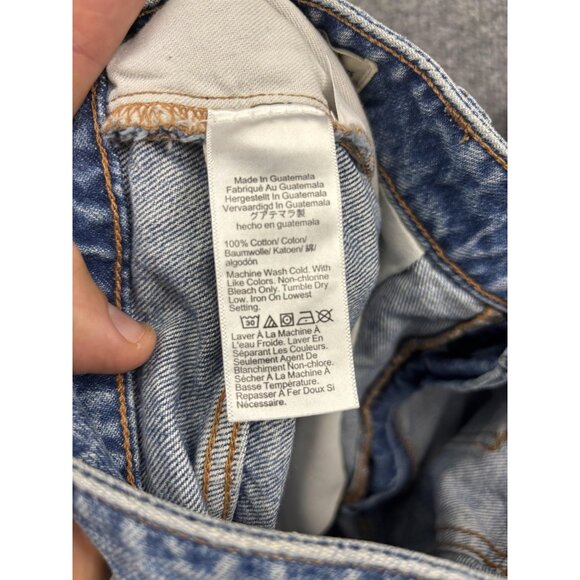 Made In Guatemala
Fabriqué Au Guatemala
Hergestellt In Guatemala
Vervaardigd In Guatemala
グアテマラ製
hecho en guatemala
100% Cotton/ Coton/
Baumwolle/ Katoen/ 綿/
algodón
Machine Wash Cold. With
Like Colors. Non-chlore
Bleach Only. Tumble Dry
Low. Iron On Lowest
Setting.
30
Laver À La Machine À
L'eau Froide. Laver En
Séparant Les Couleurs.
Seulement Agent De
Blanchiment Non-chlore.
Sécher À La Machine À
Basse Température.
Repasser À Fer Doux Si
Nécessaire.